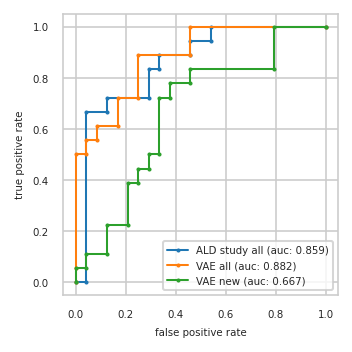 1.0
0.8
0.6
0.4
0.2
0.0
true positive rate
ALD study all (auc: 0.859)
VAE all (auc: 0.882)
VAE new (auc: 0.667)
0.0 0.2 0.4 0.6 0.8 1.0
false positive rate